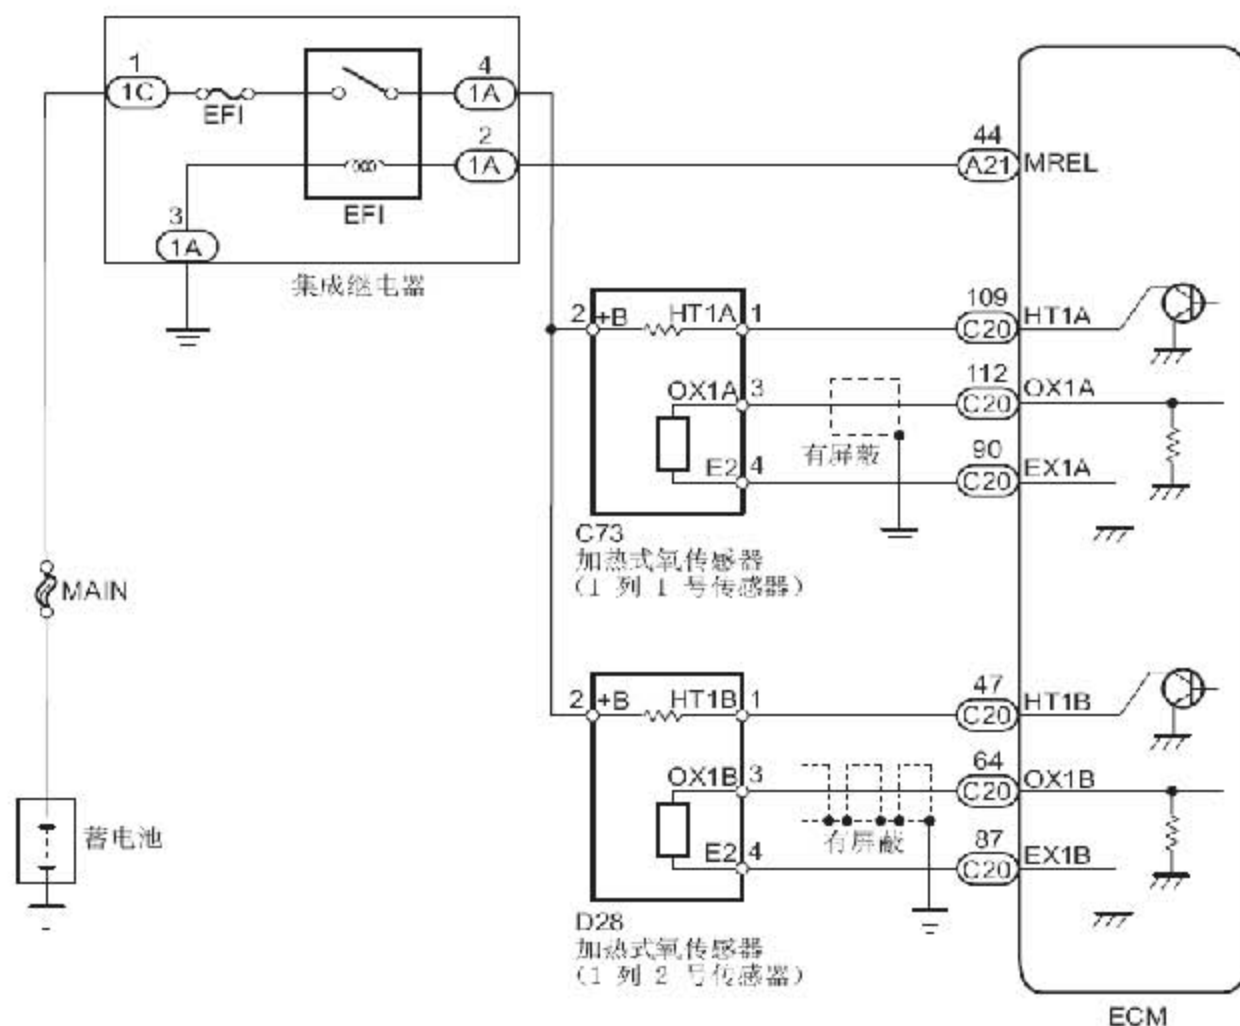 1
1C
EFI
4
1A
2
1A
EFI
3
1A
集成继电器
44
A21 MREL
2 +B HT1A 1
109
C20 HT1A
OX1A 3
112
C20 OX1A
有屏蔽
E2 4
90
C20 EX1A
C73
加热式氧传感器
(1 列 1 号传感器)
MAIN
2 +B HT1B 1
47
C20 HT1B
OX1B 3
64
C20 OX1B
有屏蔽
E2 4
87
C20 EX1B
蓄电池
D28
加热式氧传感器
(1 列 2 号传感器)
ECM